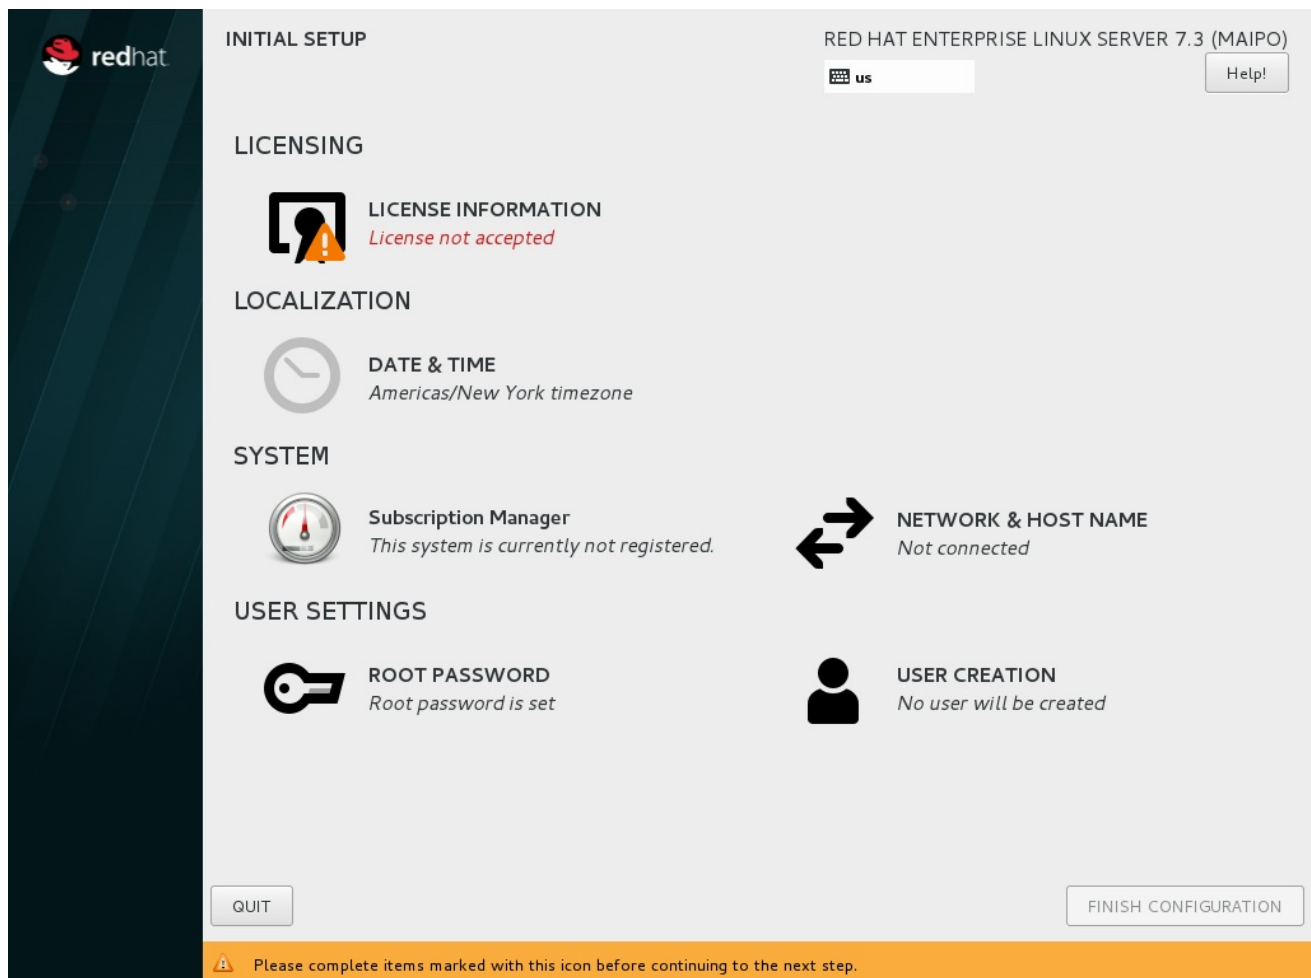 redhat.
INITIAL SETUP
RED HAT ENTERPRISE LINUX SERVER 7.3 (MAIPO)
us
Help!
LICENSING
LICENSE INFORMATION
License not accepted
LOCALIZATION
DATE & TIME
Americas/New York timezone
SYSTEM
Subscription Manager
This system is currently not registered.
NETWORK & HOST NAME
Not connected
USER SETTINGS
ROOT PASSWORD
Root password is set
USER CREATION
No user will be created
QUIT
FINISH CONFIGURATION
Please complete items marked with this icon before continuing to the next step.